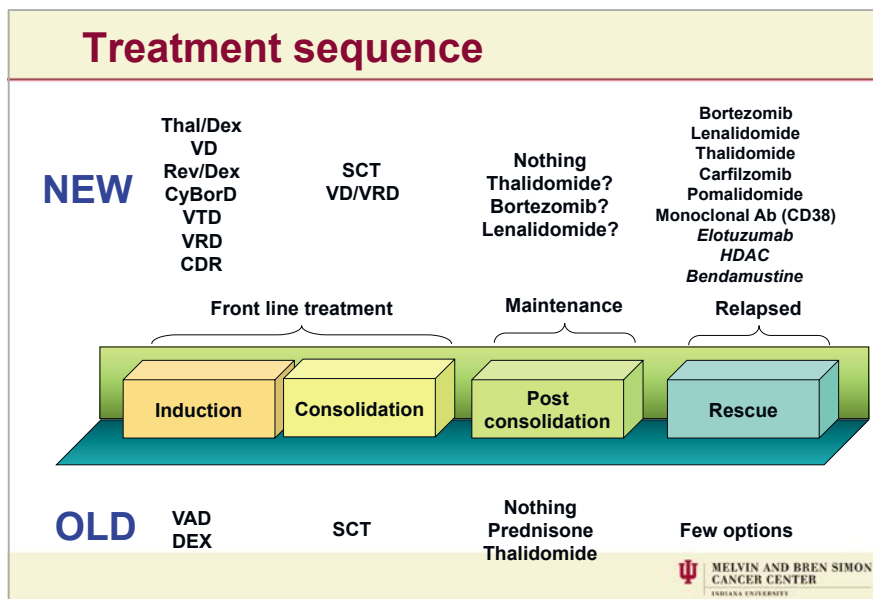 Treatment sequence
NEW
Thal/Dex
VD
Rev/Dex
CyBorD
VTD
VRD
CDR
SCT
VD/VRD
Nothing
Thalidomide?
Bortezomib?
Lenalidomide?
Bortezomib
Lenalidomide
Thalidomide
Carfilzomib
Pomalidomide
Monoclonal Ab (CD38)
Elotuzumab
HDAC
Bendamustine
Front line treatment
Maintenance
Relapsed
Induction
Consolidation
Post
consolidation
Rescue
OLD
VAD
DEX
SCT
Nothing
Prednisone
Thalidomide
Few options
MELVIN AND BREN SIMON
CANCER CENTER
INDIANA UNIVERSITY